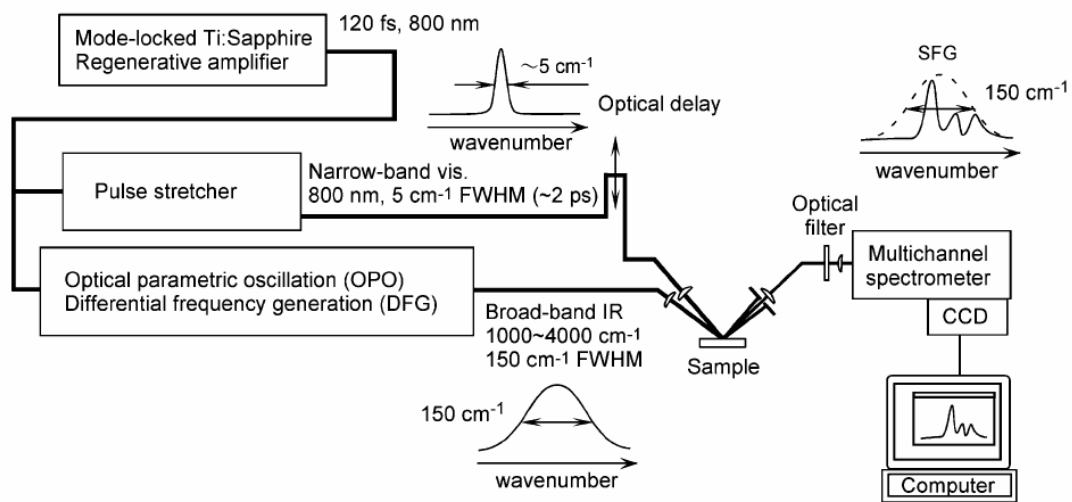 Mode-locked Ti:Sapphire
Regenerative amplifier
120 fs, 800 nm
~5 cm-1
wavenumber
Optical delay
SFG
150 cm-1
wavenumber
Pulse stretcher
Narrow-band vis.
800 nm, 5 cm-1 FWHM (~2 ps)
Optical
filter
Multichannel
spectrometer
CCD
Optical parametric oscillation (OPO)
Differential frequency generation (DFG)
Broad-band IR
1000~4000 cm-1
150 cm-1 FWHM
Sample
150 cm-1
wavenumber
Computer